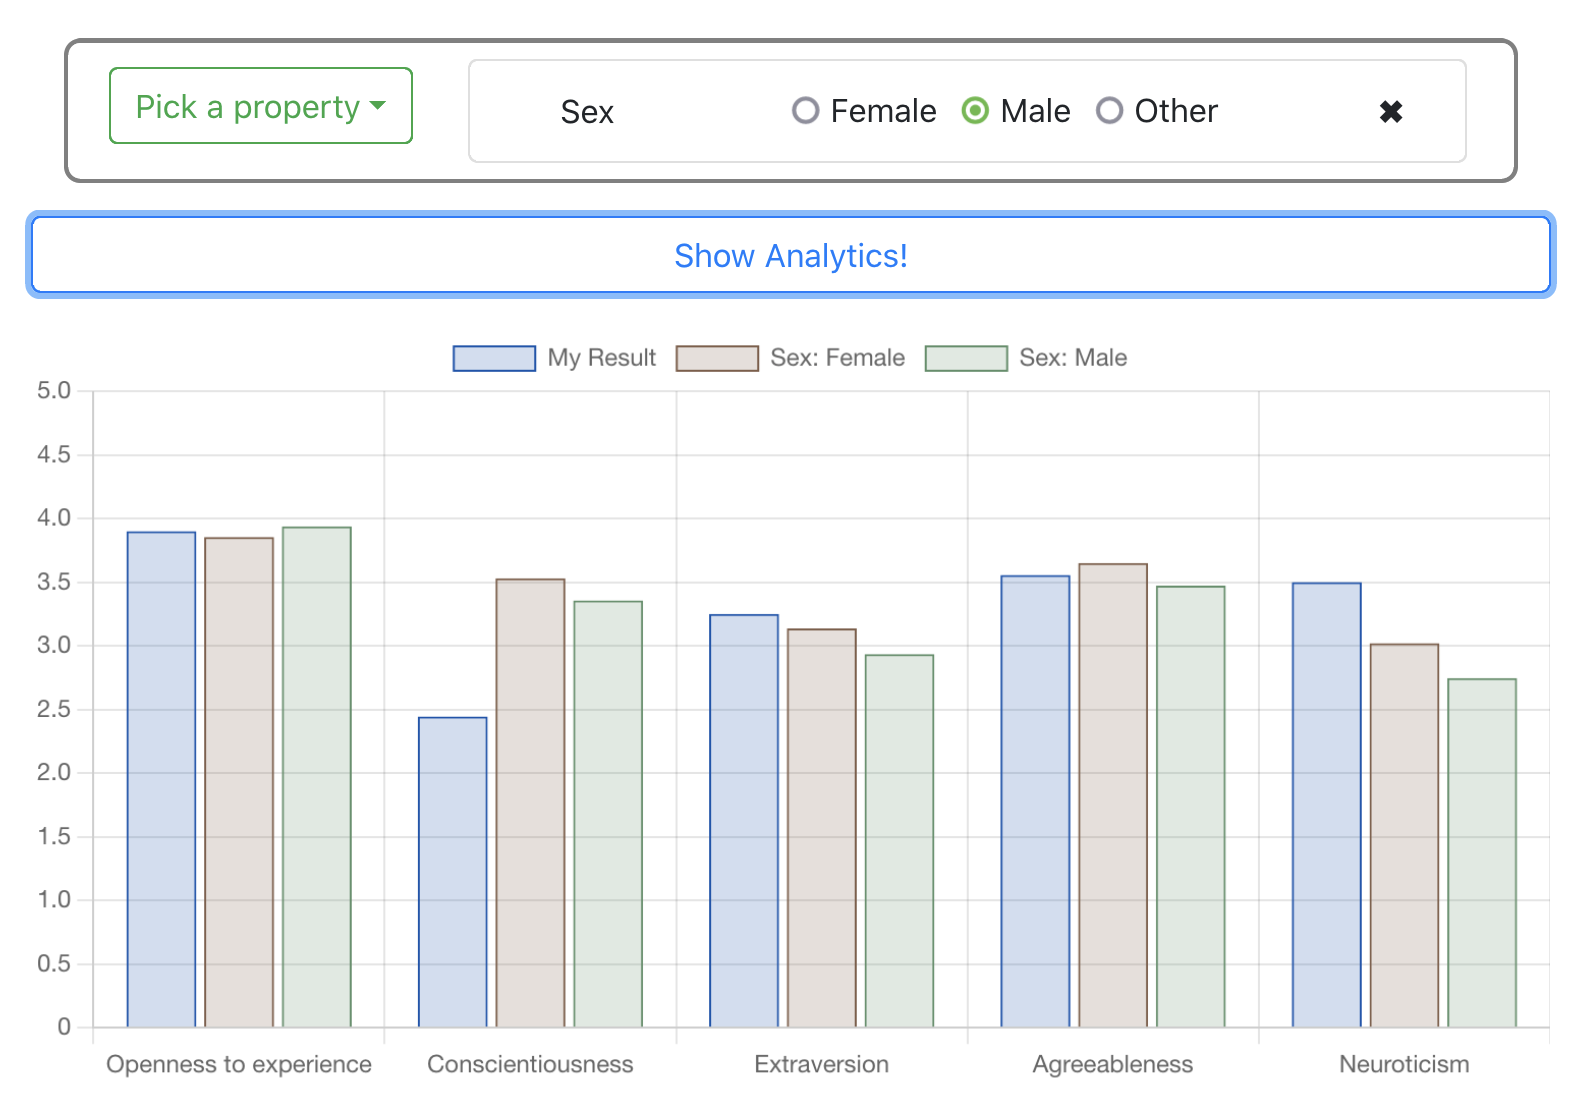 Pick a property
Sex Female Male Other ✖
Show Analytics!
My Result Sex: Female Sex: Male
5.0
4.5
4.0
3.5
3.0
2.5
2.0
1.5
1.0
0.5
0
Openness to experience Conscientiousness Extraversion Agreeableness Neuroticism